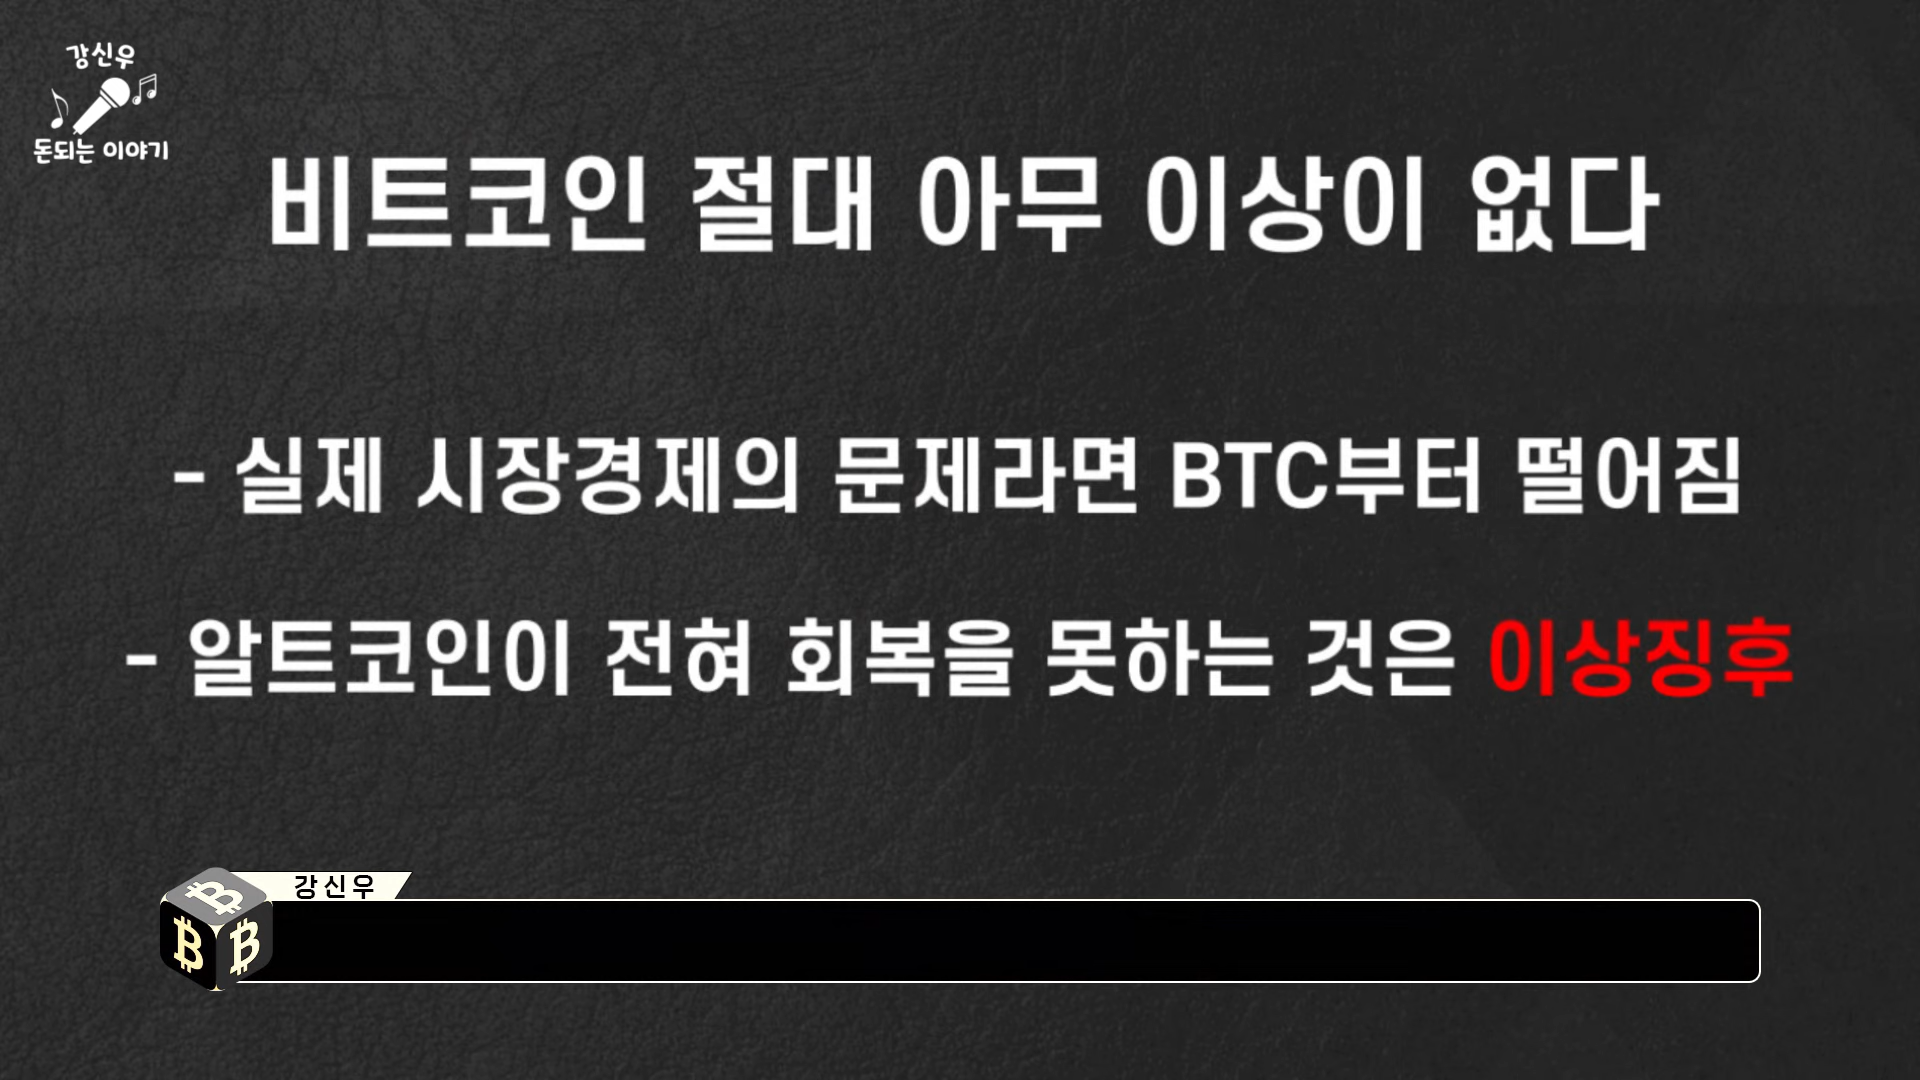 강신우
돈되는 이야기
비트코인 절대 아무 이상이 없다
- 실제 시장경제의 문제라면 BTC부터 떨어짐
- 알트코인이 전혀 회복을 못하는 것은 이상징후
강신우